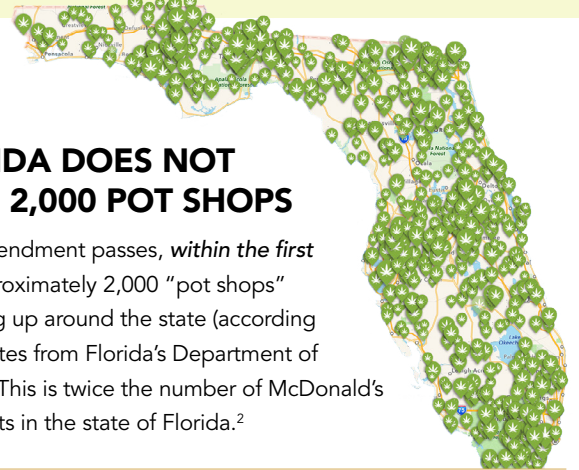 IDA DOES NOT
2,000 POT SHOPS
endment passes, within the first
roximately 2,000 “pot shops”
g up around the state (according
tes from Florida’s Department of
This is twice the number of McDonald’s
ts in the state of Florida.²